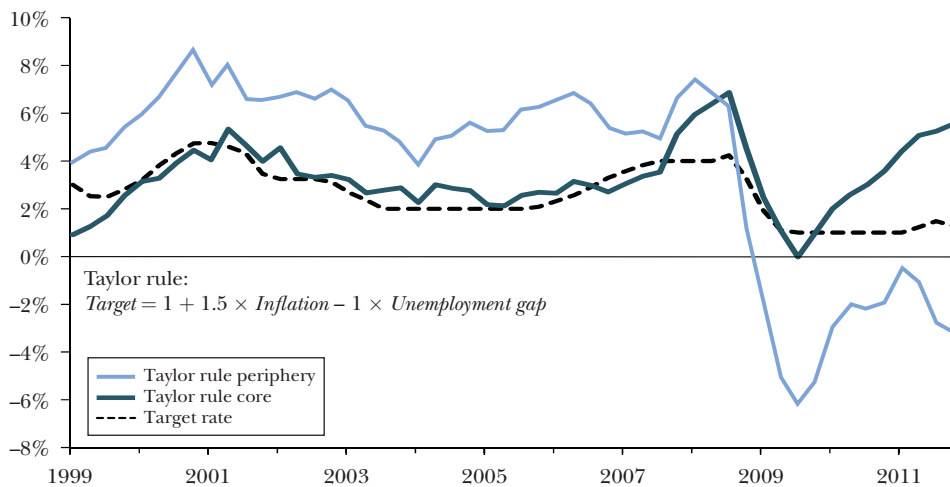 10%
8%
6%
4%
2%
0%
Taylor rule:
Target = 1 + 1.5 × Inflation – 1 × Unemployment gap
–2%
–4%
Taylor rule periphery
Taylor rule core
–6%
Target rate
–8%
1999 2001 2003 2005 2007 2009 2011